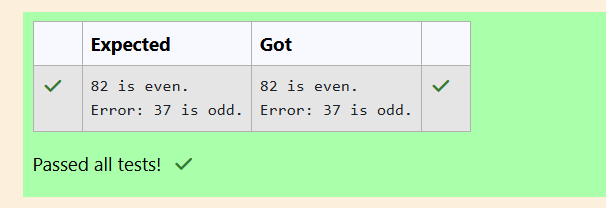 Expected Got
82 is even. 82 is even.
Error: 37 is odd. Error: 37 is odd.
Passed all tests!